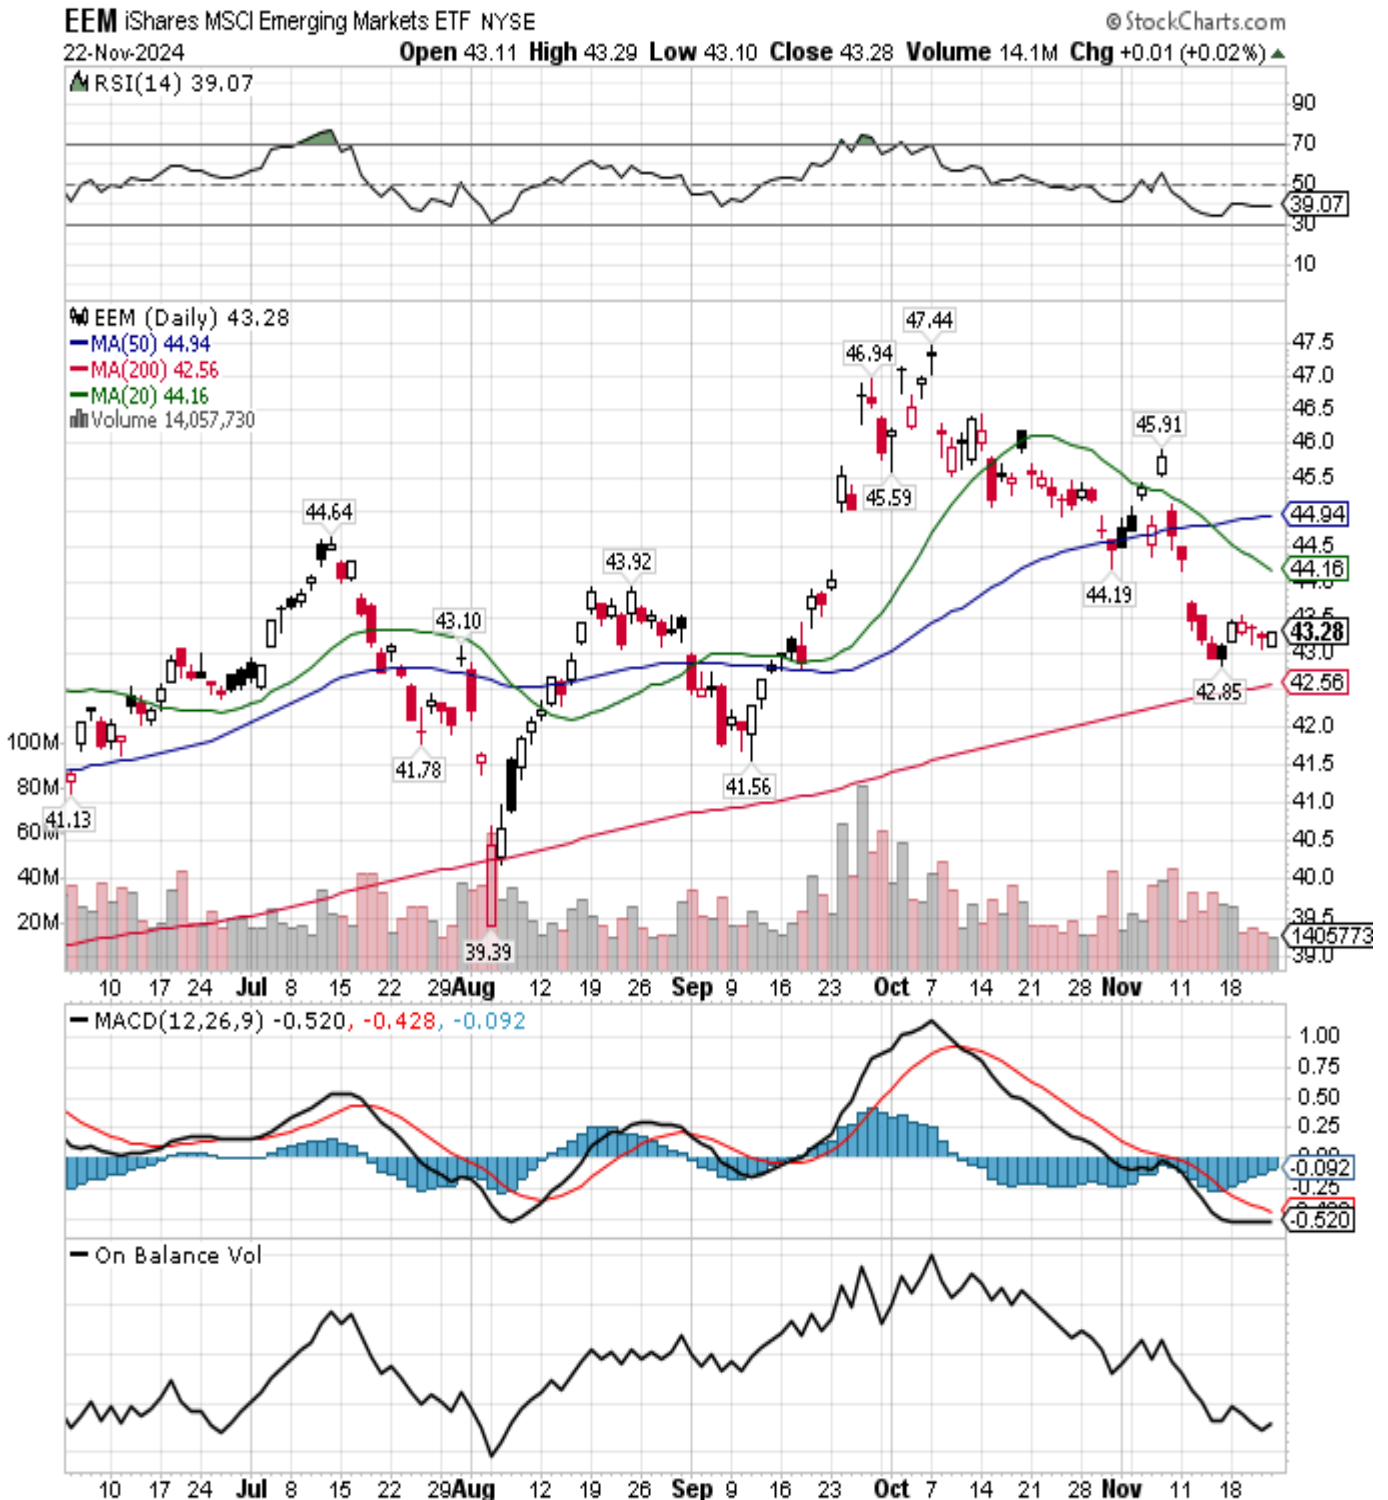 EEM iShares MSCI Emerging Markets ETF NYSE © StockCharts.com
22-Nov-2024 Open 43.11 High 43.29 Low 43.10 Close 43.28 Volume 14.1M Chg +0.01 (+0.02%)
RSI(14) 39.07
90
70
50
39.07
30
10
EEM (Daily) 43.28
MA(50) 44.94
MA(200) 42.56
MA(20) 44.16
Volume 14,057,730
47.44
46.94
45.91
45.59
44.64
44.19
43.92
43.10
42.85
41.78
41.56
41.13
39.39
47.5
47.0
46.5
46.0
45.5
44.94
44.5
44.16
44.0
43.5
43.28
43.0
42.56
42.0
41.5
41.0
40.5
40.0
39.5
1405773
39.0
100M
80M
60M
40M
20M
10 17 24 Jul 8 15 22 29 Aug 12 19 26 Sep 9 16 23 Oct 7 14 21 28 Nov 11 18
MACD(12,26,9) -0.520, -0.428, -0.092
1.00
0.75
0.50
0.25
0.00
-0.092
-0.25
-0.520
On Balance Vol
10 17 24 Jul 8 15 22 29 Aug 12 19 26 Sep 9 16 23 Oct 7 14 21 28 Nov 11 18